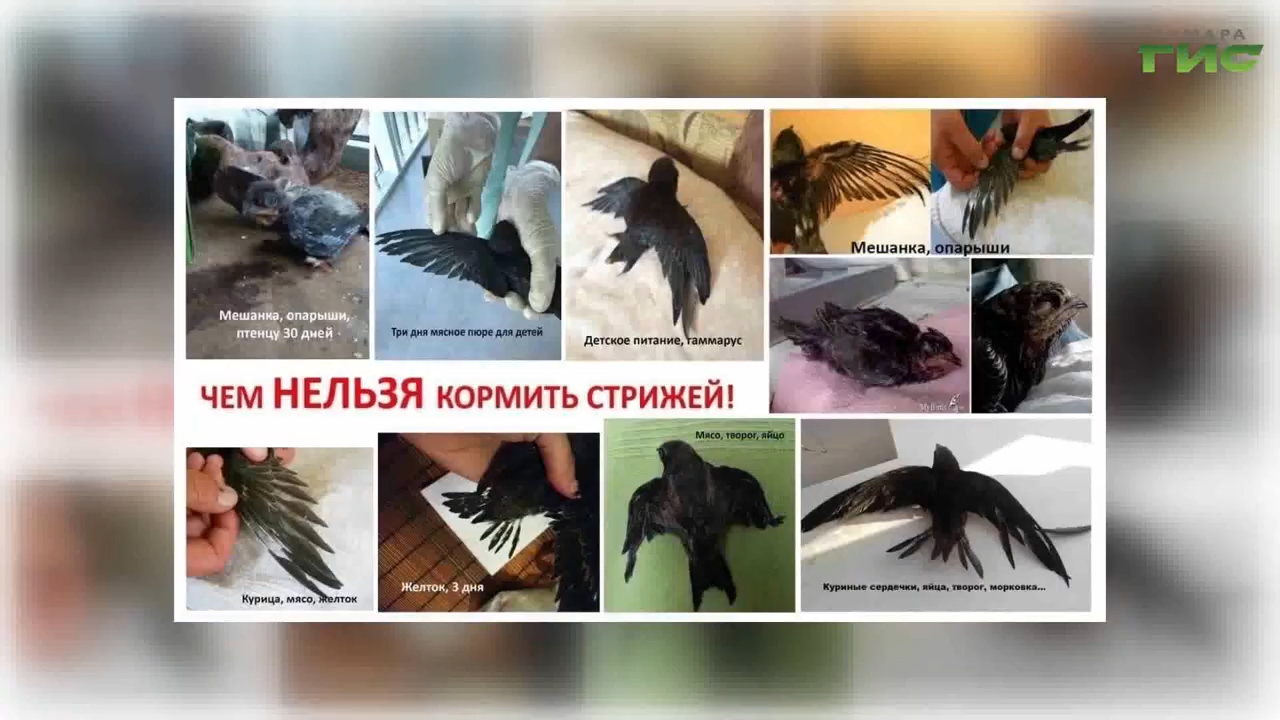 САМАРА
ГИС
Мешанка, опарыши,
птенцу 30 дней
Три дня мясное пюре для детей
Детское питание, гаммарус
Мешанка, опарыши
ЧЕМ НЕЛЬЗЯ КОРМИТЬ СТРИЖЕЙ!
Курица, мясо, желток
Желток, 3 дня
Мясо, творог, яйцо
Куриные сердечки, яйца, творог, морковка...